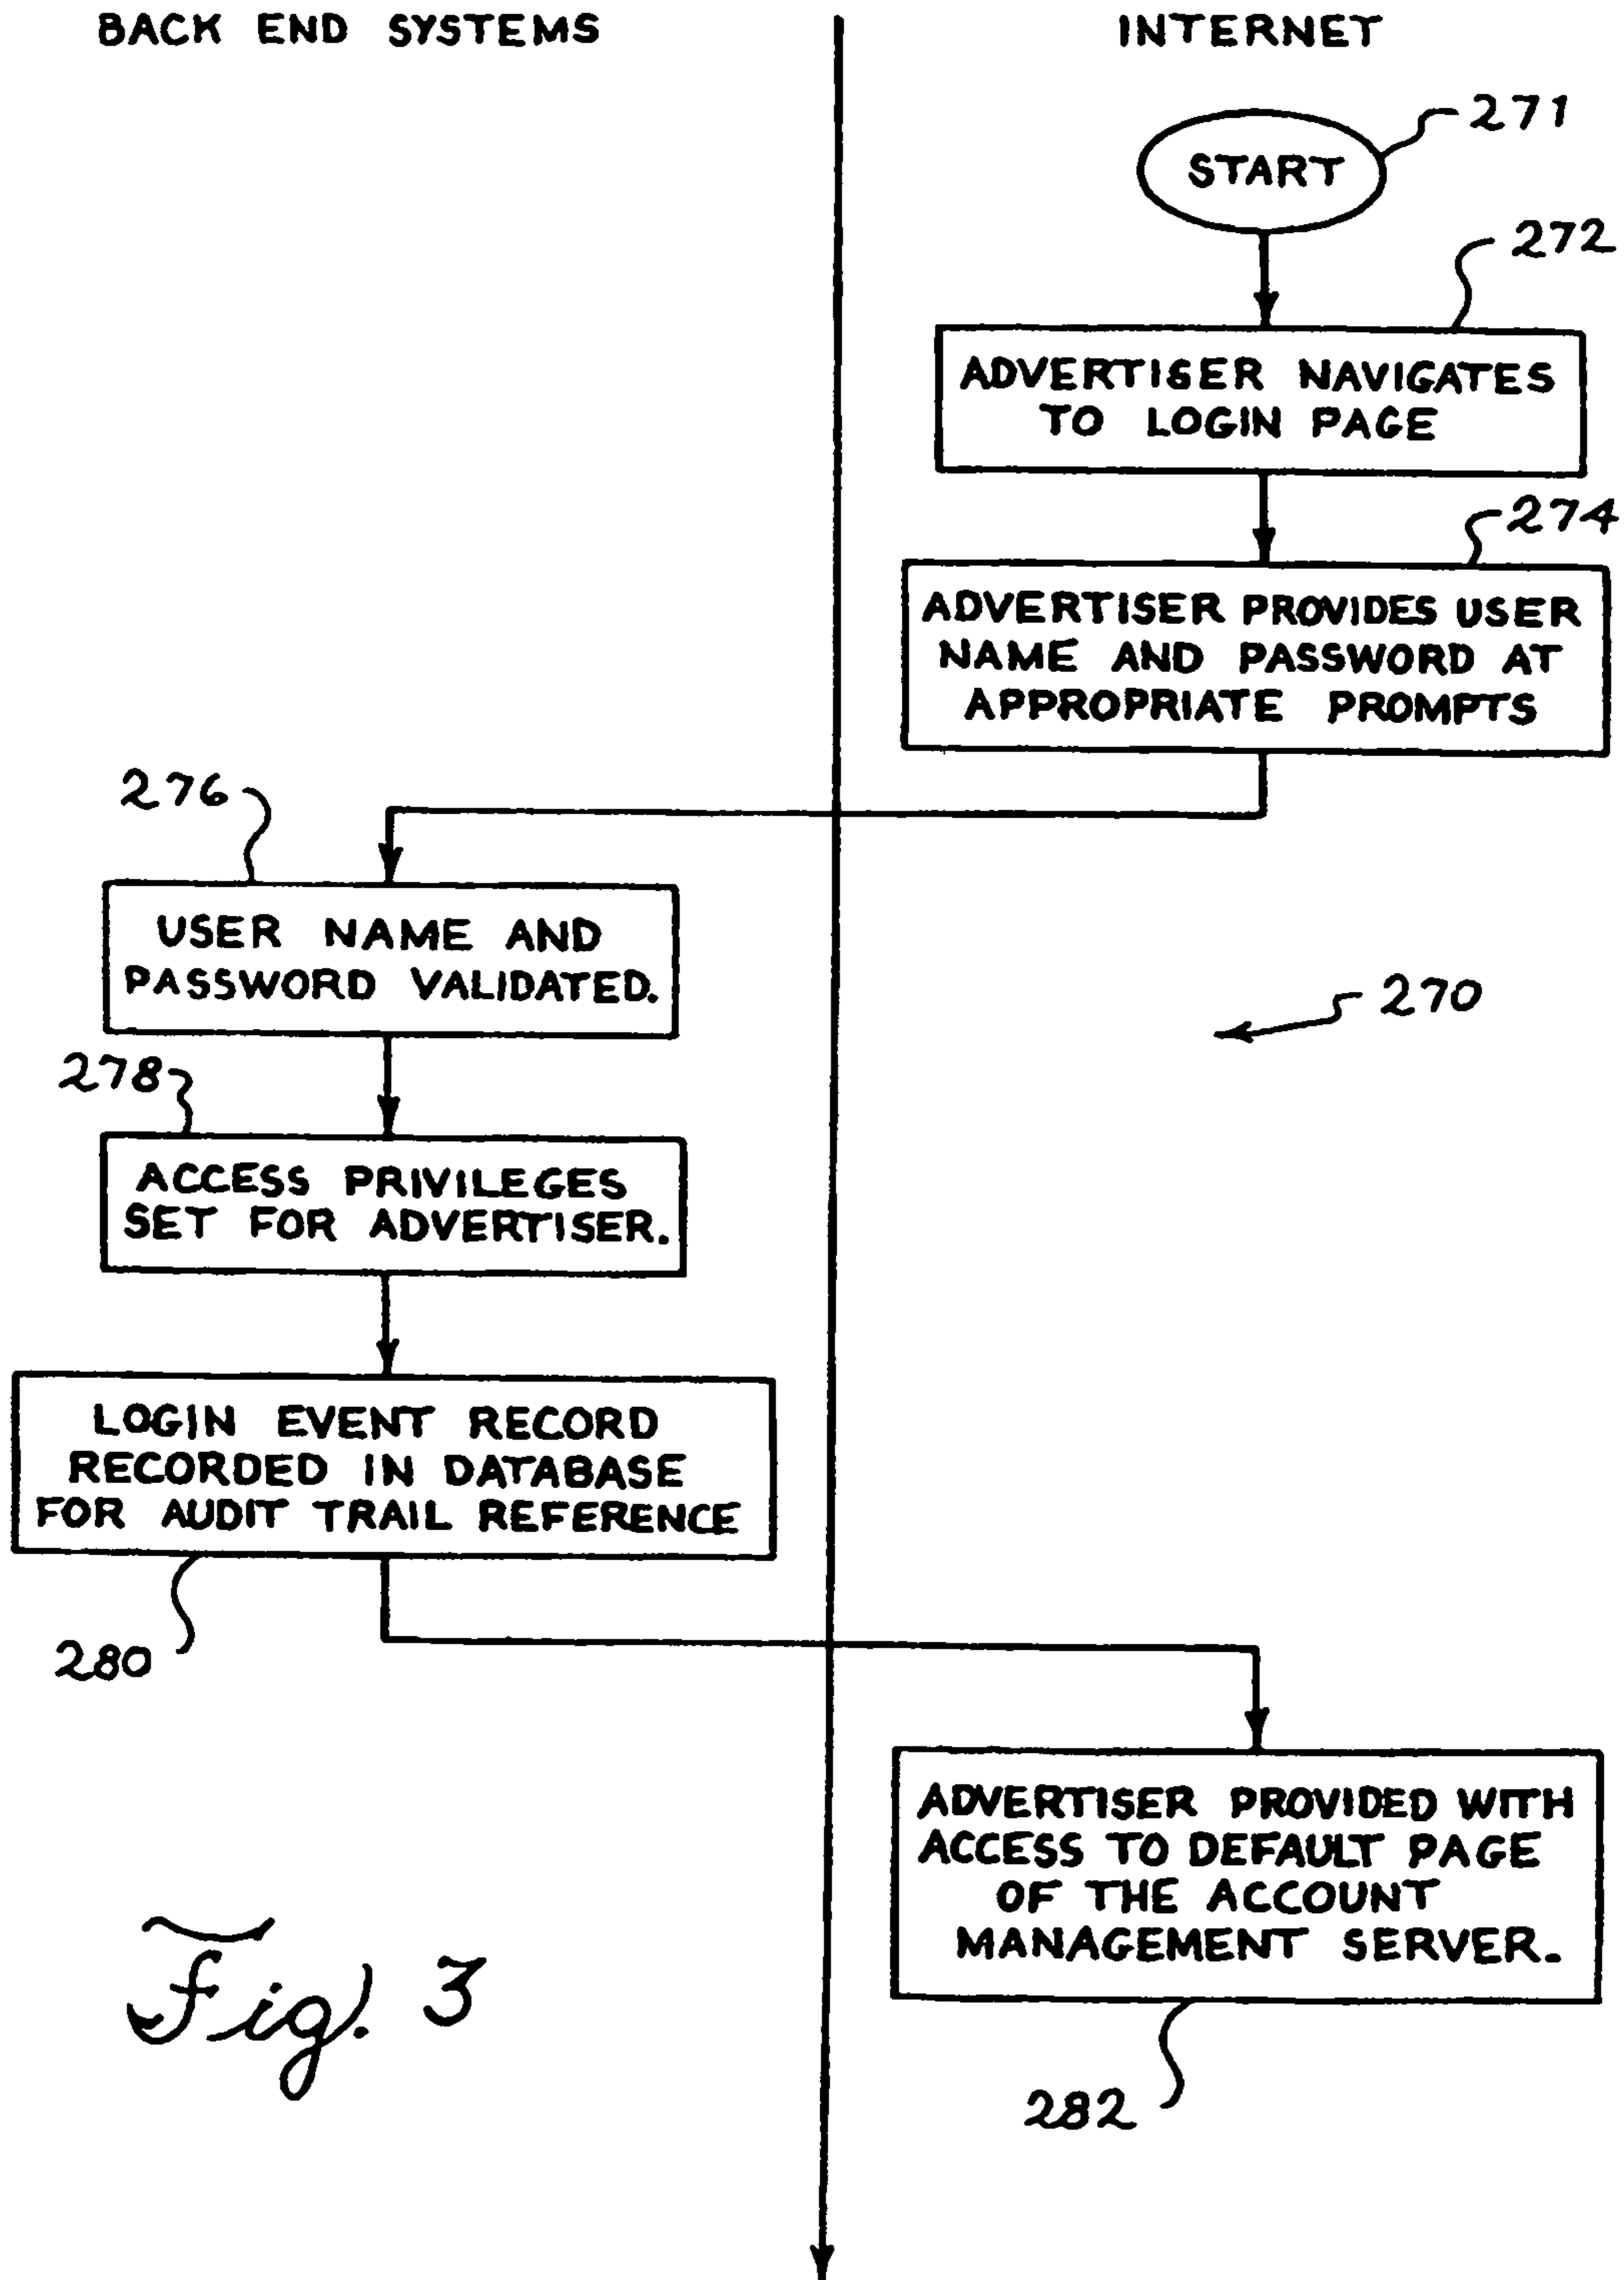 BACK END SYSTEMS
INTERNET
271
START
272
ADVERTISER NAVIGATES
TO LOGIN PAGE
274
ADVERTISER PROVIDES USER
NAME AND PASSWORD AT
APPROPRIATE PROMPTS
276
USER NAME AND
PASSWORD VALIDATED.
270
278
ACCESS PRIVILEGES
SET FOR ADVERTISER.
LOGIN EVENT RECORD
RECORDED IN DATABASE
FOR AUDIT TRAIL REFERENCE
280
ADVERTISER PROVIDED WITH
ACCESS TO DEFAULT PAGE
OF THE ACCOUNT
MANAGEMENT SERVER.
282
Fig. 3